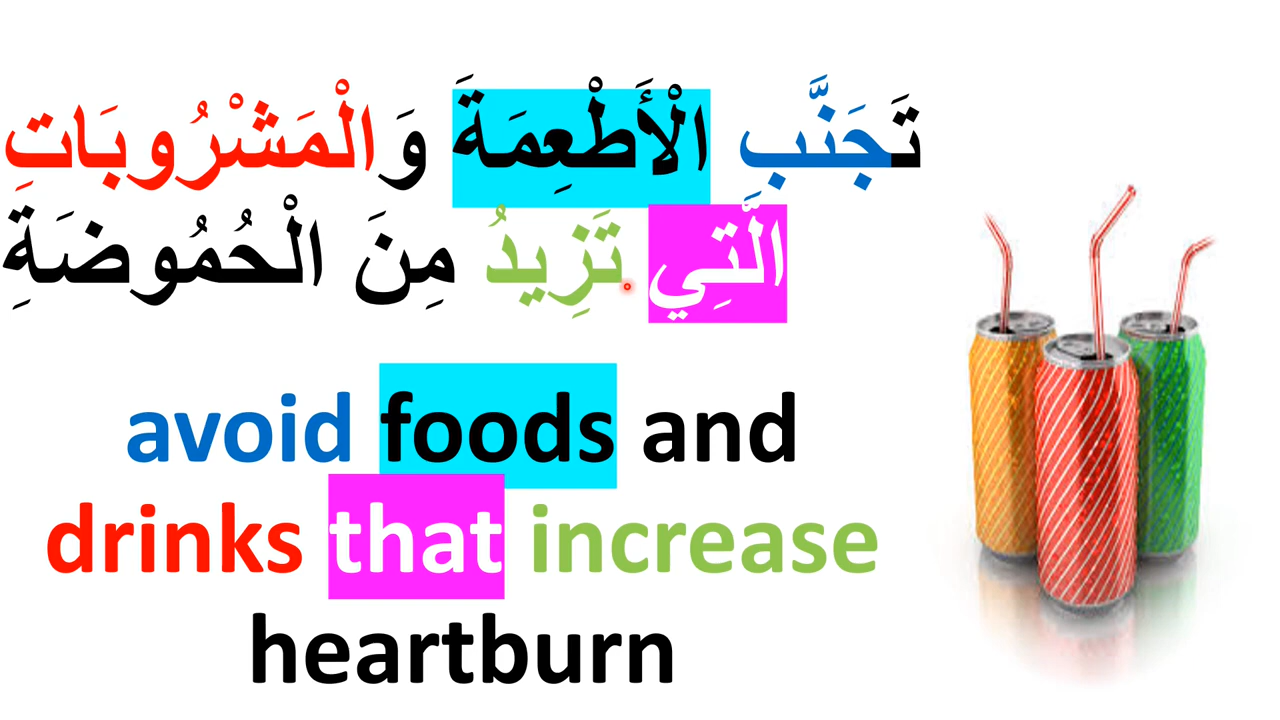 تَجَنَّبِ الْأَطْعِمَةَ وَالْمَشْرُوبَاتِ
الَّتِي تَزِيدُ مِنَ الْحُمُوضَةِ
avoid foods and
drinks that increase
heartburn